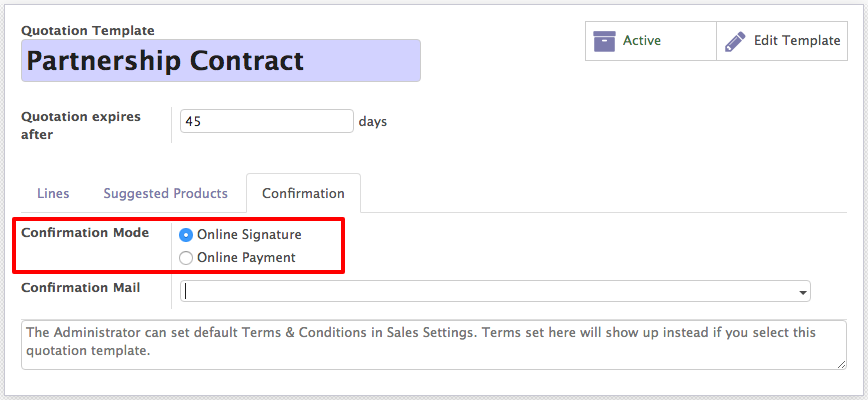 Quotation Template
Partnership Contract
Active
Edit Template
Quotation expires
after
45
days
Lines
Suggested Products
Confirmation
Confirmation Mode
Online Signature
Online Payment
Confirmation Mail
The Administrator can set default Terms & Conditions in Sales Settings. Terms set here will show up instead if you select this
quotation template.